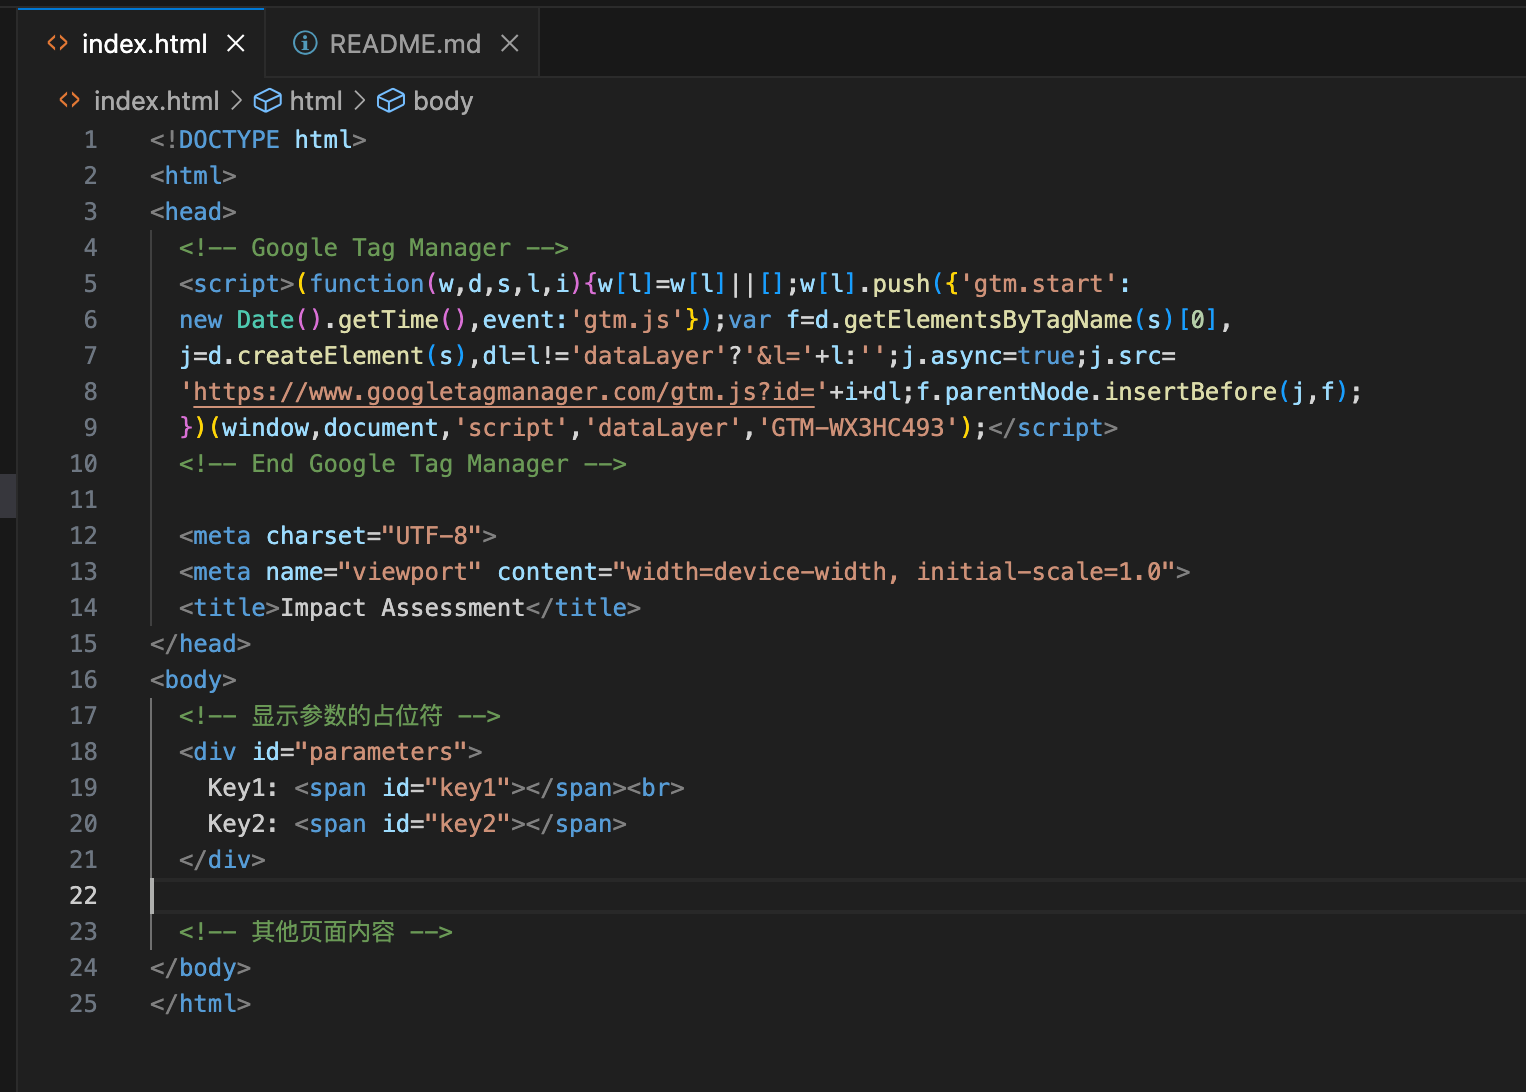 index.html
README.md
index.html > html > body
1 <!DOCTYPE html>
2 <html>
3 <head>
4 <!-- Google Tag Manager -->
5 <script>(function(w,d,s,l,i){w[l]=w[l]||[];w[l].push({'gtm.start':
6 new Date().getTime(),event:'gtm.js'});var f=d.getElementsByTagName(s)[0],
7 j=d.createElement(s),dl=l!='dataLayer'?'&l='+l:'';j.async=true;j.src=
8 'https://www.googletagmanager.com/gtm.js?id='+i+dl;f.parentNode.insertBefore(j,f);
9 })(window,document,'script','dataLayer','GTM-WX3HC493');</script>
10 <!-- End Google Tag Manager -->
11
12 <meta charset="UTF-8">
13 <meta name="viewport" content="width=device-width, initial-scale=1.0">
14 <title>Impact Assessment</title>
15 </head>
16 <body>
17 <!-- 显示参数的占位符 -->
18 <div id="parameters">
19 Key1: <span id="key1"></span><br>
20 Key2: <span id="key2"></span>
21 </div>
22
23 <!-- 其他页面内容 -->
24 </body>
25 </html>